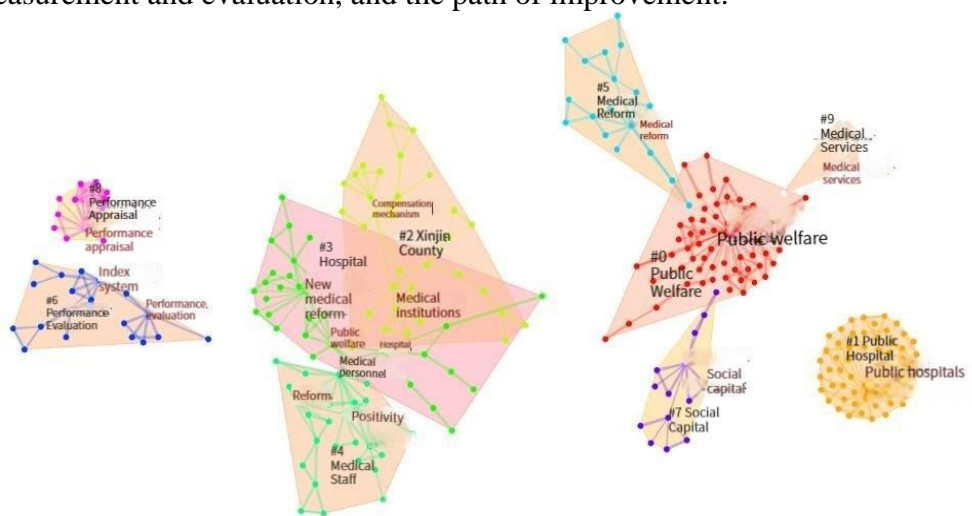 easurement and evaluation, and the path of improvement.
#5
Medical
Reform
Medical
reform
#9
Medical
Services
Medical
services
#8
Performance
Appraisal
Performance
appraisal
Compensation
mechanism
#2 Xinjin
County
#3
Hospital
Public welfare
#0
Public
Welfare
Index
system
#6
Performance
Evaluation
Performance,
evaluation
New
medical
reform
Medical
institutions
Public
welfare
Hospital
Medical
personnel
#1 Public
Hospital
Public hospitals
Social
capital
#7 Social
Capital
Reform
Positivity
#4
Medical
Staff